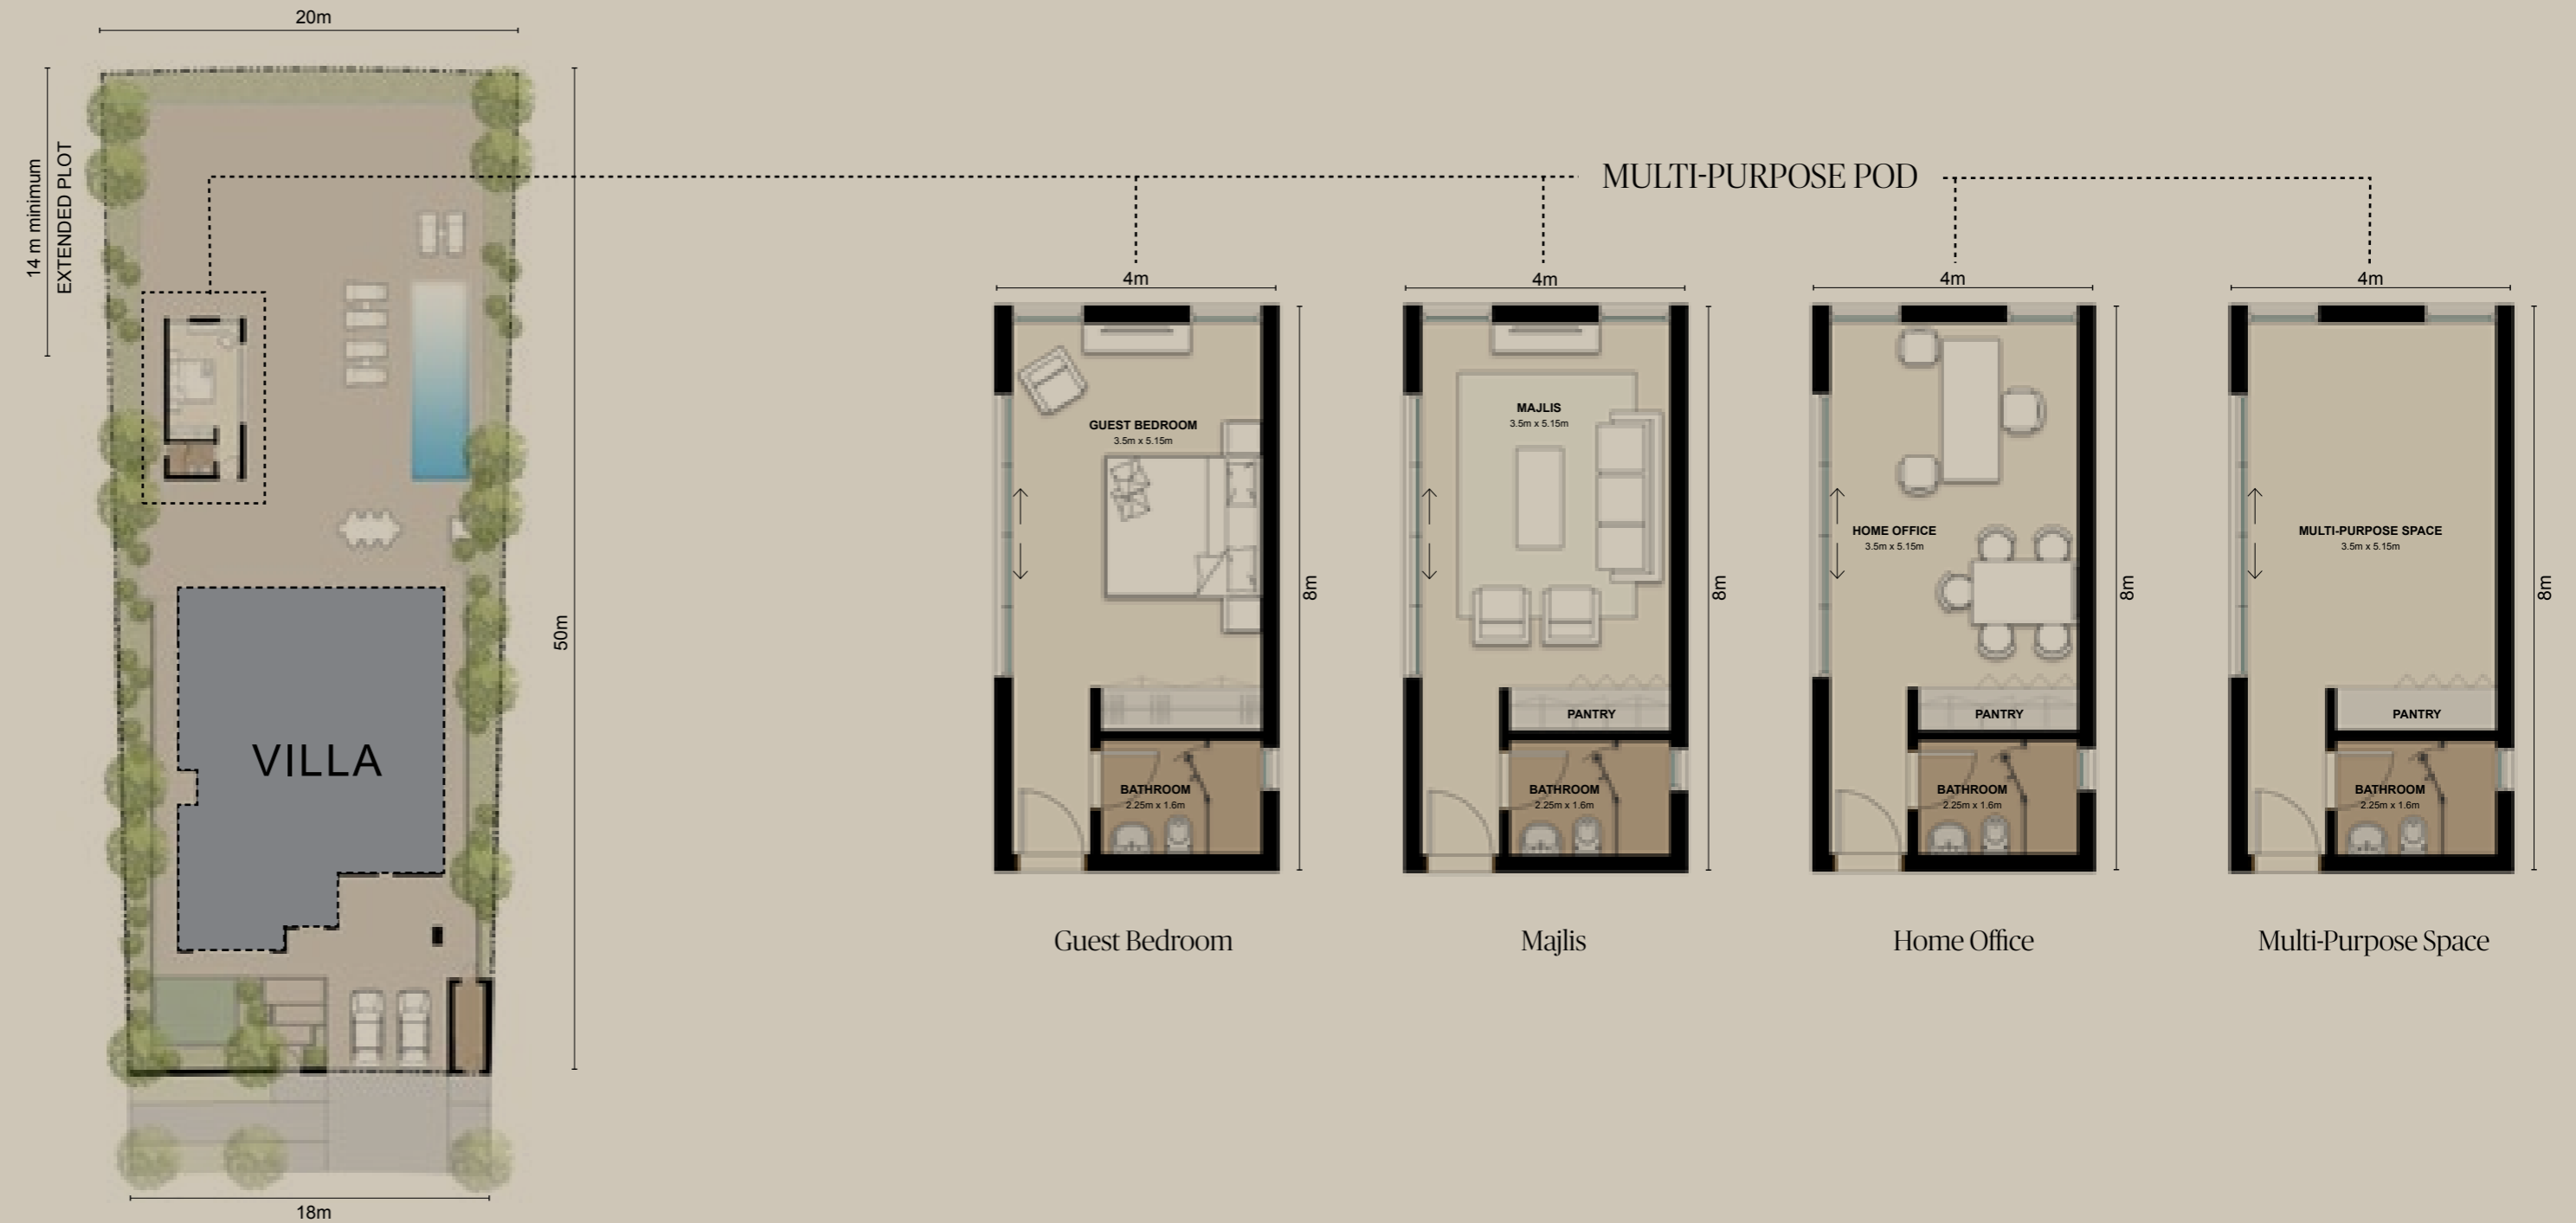 20m
14 m minimum
EXTENDED PLOT
50m
VILLA
18m
MULTI-PURPOSE POD
4m
GUEST BEDROOM
3.5m x 5.15m
8m
BATHROOM
2.25m x 1.6m
Guest Bedroom
4m
MAJLIS
3.5m x 5.15m
8m
PANTRY
BATHROOM
2.25m x 1.6m
Majlis
4m
HOME OFFICE
3.5m x 5.15m
8m
PANTRY
BATHROOM
2.25m x 1.6m
Home Office
4m
MULTI-PURPOSE SPACE
3.5m x 5.15m
8m
PANTRY
BATHROOM
2.25m x 1.6m
Multi-Purpose Space